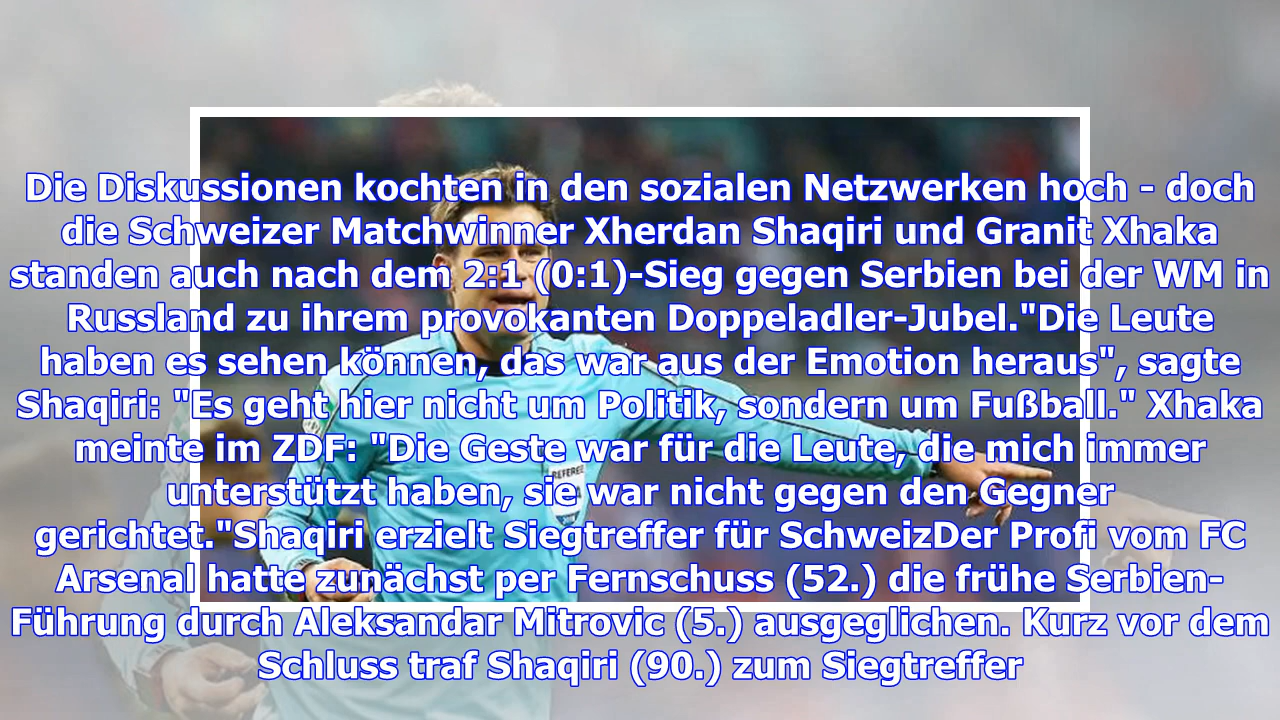 Die Diskussionen kochten in den sozialen Netzwerken hoch - doch
die Schweizer Matchwinner Xherdan Shaqiri und Granit Xhaka
standen auch nach dem 2:1 (0:1)-Sieg gegen Serbien bei der WM in
Russland zu ihrem provokanten Doppeladler-Jubel."Die Leute
haben es sehen können, das war aus der Emotion heraus", sagte
Shaqiri: "Es geht hier nicht um Politik, sondern um Fußball." Xhaka
meinte im ZDF: "Die Geste war für die Leute, die mich immer
unterstützt haben, sie war nicht gegen den Gegner
gerichtet."Shaqiri erzielt Siegtreffer für SchweizDer Profi vom FC
Arsenal hatte zunächst per Fernschuss (52.) die frühe Serbien-
Führung durch Aleksandar Mitrovic (5.) ausgeglichen. Kurz vor dem
Schluss traf Shaqiri (90.) zum Siegtreffer
REFEREE